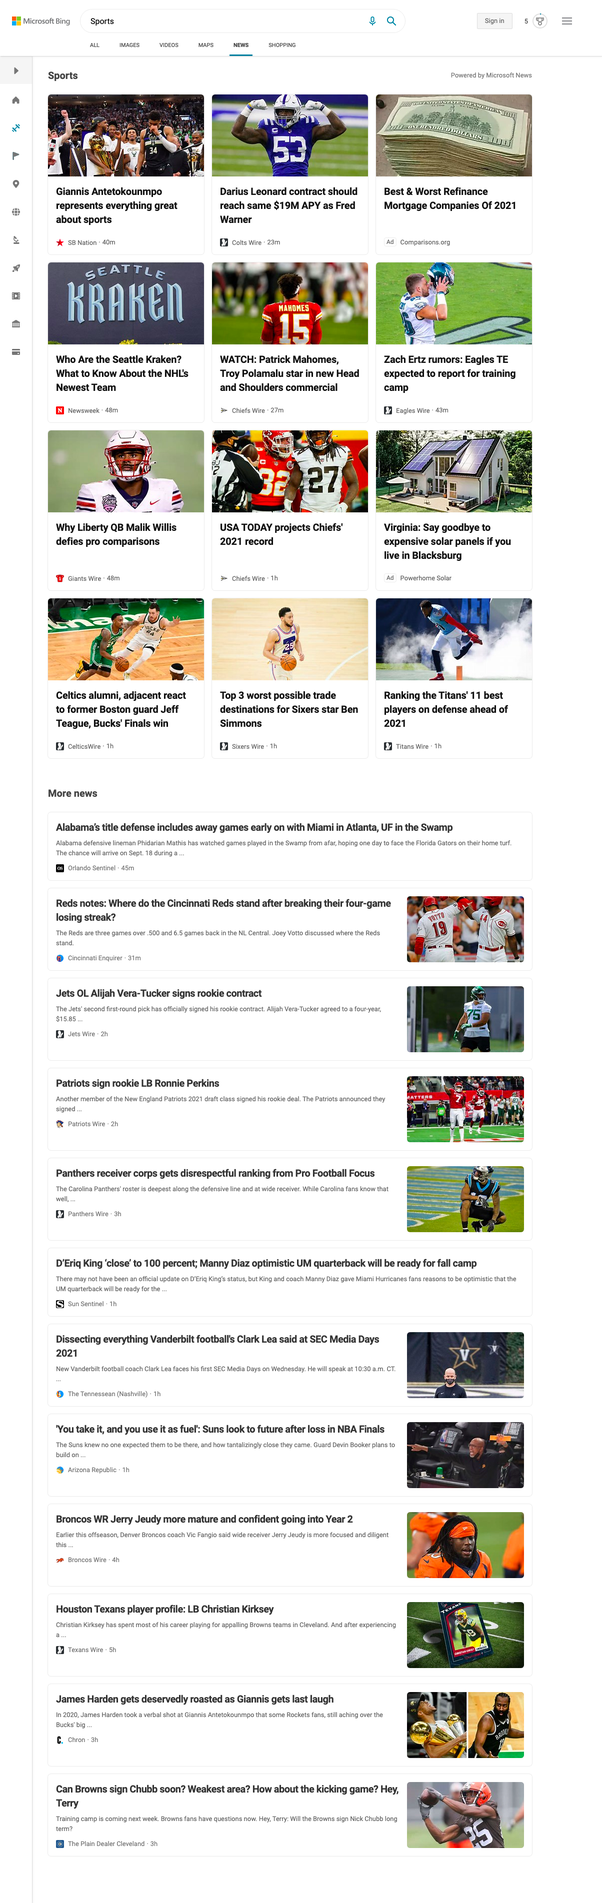 Microsoft Bing
Sports
Sign in
5
ALL IMAGES VIDEOS MAPS NEWS SHOPPING
Sports
Powered by Microsoft News
34
53
Giannis Antetokounmpo
represents everything great
about sports
SB Nation · 40m
Darius Leonard contract should
reach same $19M APY as Fred
Warner
Colts Wire · 23m
Best & Worst Refinance
Mortgage Companies Of 2021
Ad Comparisons.org
SEATTLE
KRAKEN
MAHOMES
15
Who Are the Seattle Kraken?
What to Know About the NHL's
Newest Team
Newsweek · 48m
WATCH: Patrick Mahomes,
Troy Polamalu star in new Head
and Shoulders commercial
Chiefs Wire · 27m
Zach Ertz rumors: Eagles TE
expected to report for training
camp
Eagles Wire · 43m
32
27
Why Liberty QB Malik Willis
defies pro comparisons
Giants Wire · 48m
USA TODAY projects Chiefs'
2021 record
Chiefs Wire · 1h
Virginia: Say goodbye to
expensive solar panels if you
live in Blacksburg
Ad Powerhome Solar
25
Celtics alumni, adjacent react
to former Boston guard Jeff
Teague, Bucks' Finals win
CelticsWire · 1h
Top 3 worst possible trade
destinations for Sixers star Ben
Simmons
Sixers Wire · 1h
Ranking the Titans' 11 best
players on defense ahead of
2021
Titans Wire · 1h
More news
Alabama's title defense includes away games early on with Miami in Atlanta, UF in the Swamp
Alabama defensive lineman Phidarian Mathis has watched games played in the Swamp from afar, hoping one day to face the Florida Gators on their home turf.
The chance will arrive on Sept. 18 during a ...
Orlando Sentinel · 45m
Reds notes: Where do the Cincinnati Reds stand after breaking their four-game
losing streak?
The Reds are three games over .500 and 6.5 games back in the NL Central. Joey Votto discussed where the Reds
stand.
Cincinnati Enquirer · 31m
VOTTO
19
Jets OL Alijah Vera-Tucker signs rookie contract
The Jets' second first-round pick has officially signed his rookie contract. Alijah Vera-Tucker agreed to a four-year,
$15.85 ...
Jets Wire · 2h
75
Patriots sign rookie LB Ronnie Perkins
Another member of the New England Patriots 2021 draft class signed his rookie deal. The Patriots announced they
signed ...
Patriots Wire · 2h
MATTERS
7
Panthers receiver corps gets disrespectful ranking from Pro Football Focus
The Carolina Panthers' roster is deepest along the defensive line and at wide receiver. While Carolina fans know that
well, ...
Panthers Wire · 3h
D'Eriq King 'close' to 100 percent; Manny Diaz optimistic UM quarterback will be ready for fall camp
There may not have been an official update on D'Eriq King's status, but King and coach Manny Diaz gave Miami Hurricanes fans reasons to be optimistic that the
UM quarterback will be ready for the ...
Sun Sentinel · 1h
Dissecting everything Vanderbilt football's Clark Lea said at SEC Media Days
2021
New Vanderbilt football coach Clark Lea faces his first SEC Media Days on Wednesday. He will speak at 10:30 a.m. CT.
...
The Tennessean (Nashville) · 1h
'You take it, and you use it as fuel': Suns look to future after loss in NBA Finals
The Suns knew no one expected them to be there, and how tantalizingly close they came. Guard Devin Booker plans to
build on ...
Arizona Republic · 1h
Broncos WR Jerry Jeudy more mature and confident going into Year 2
Earlier this offseason, Denver Broncos coach Vic Fangio said wide receiver Jerry Jeudy is more focused and diligent
this ...
Broncos Wire · 4h
Houston Texans player profile: LB Christian Kirksey
Christian Kirksey has spent most of his career playing for appalling Browns teams in Cleveland. And after experiencing
a ...
Texans Wire · 5h
TEXANS
James Harden gets deservedly roasted as Giannis gets last laugh
In 2020, James Harden took a verbal shot at Giannis Antetokounmpo that some Rockets fans, still aching over the
Bucks' big ...
Chron · 3h
Can Browns sign Chubb soon? Weakest area? How about the kicking game? Hey,
Terry
Training camp is coming next week. Browns fans have questions now. Hey, Terry: Will the Browns sign Nick Chubb long
term?
The Plain Dealer Cleveland · 3h
25